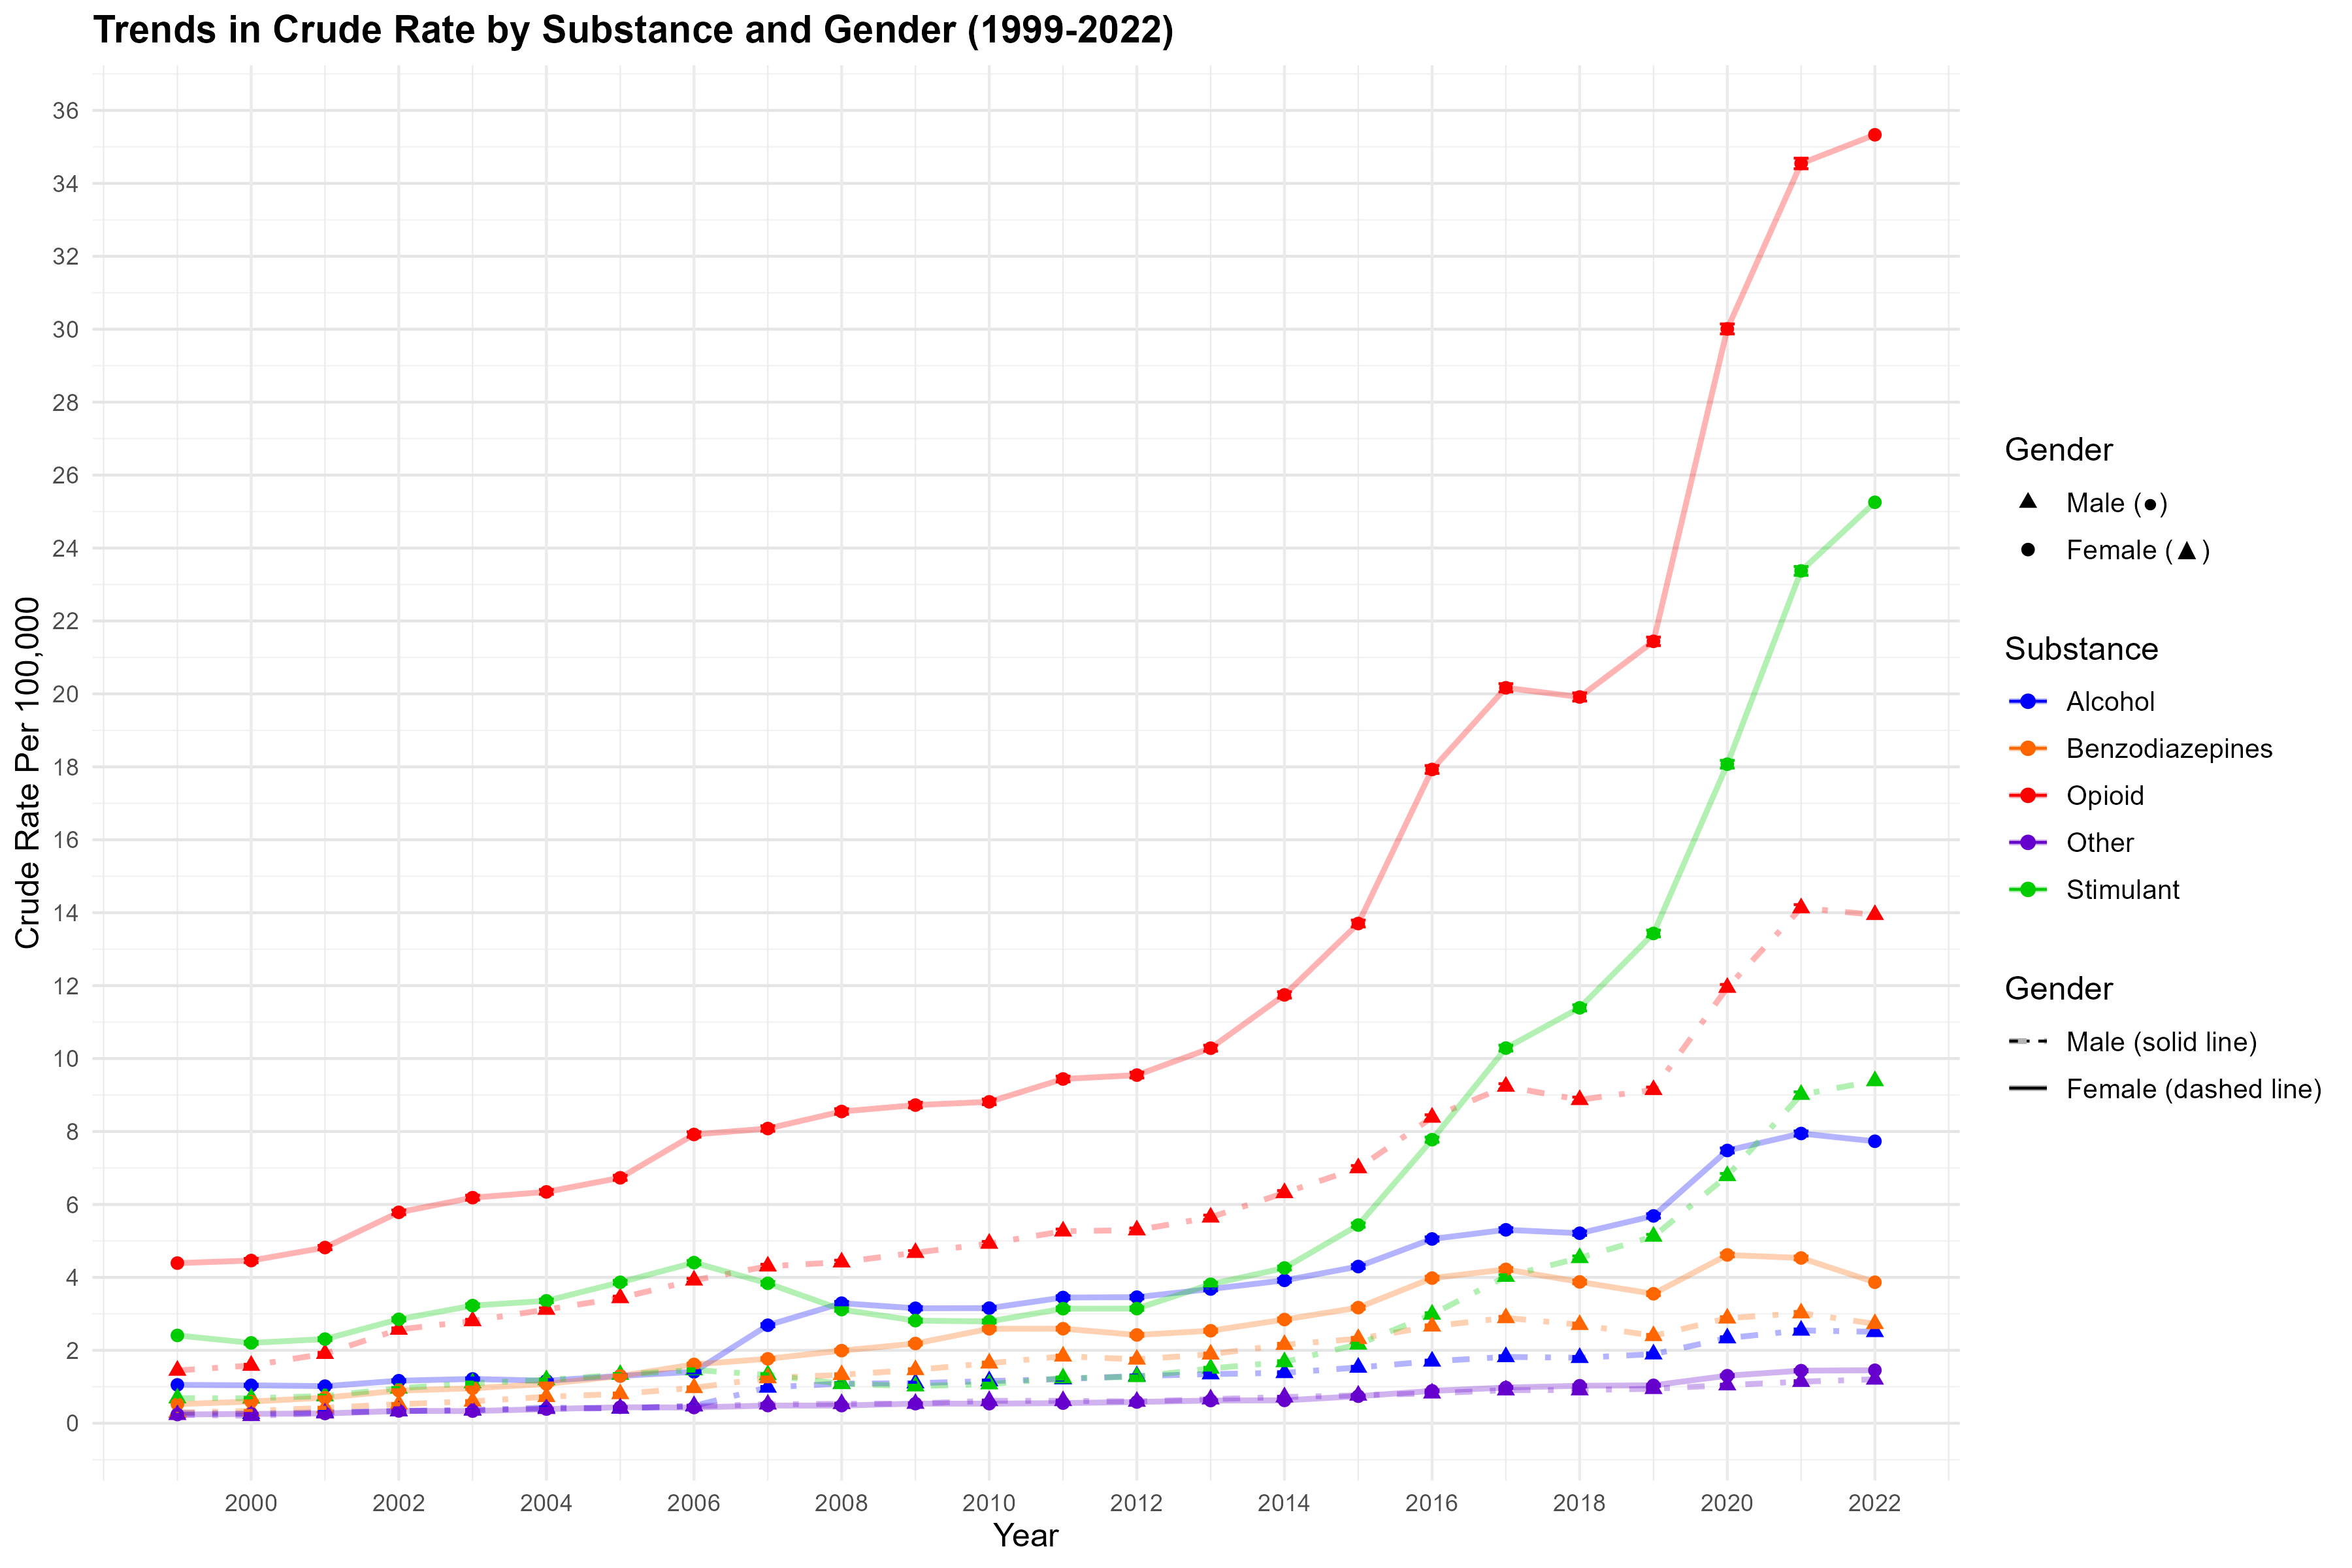 Trends in Crude Rate by Substance and Gender (1999-2022)
Crude Rate Per 100,000
36
34
32
30
28
26
24
22
20
18
16
14
12
10
8
6
4
2
0
2000 2002 2004 2006 2008 2010 2012 2014 2016 2018 2020 2022
Year
Gender
Male (●)
Female (▲)
Substance
Alcohol
Benzodiazepines
Opioid
Other
Stimulant
Gender
Male (solid line)
Female (dashed line)